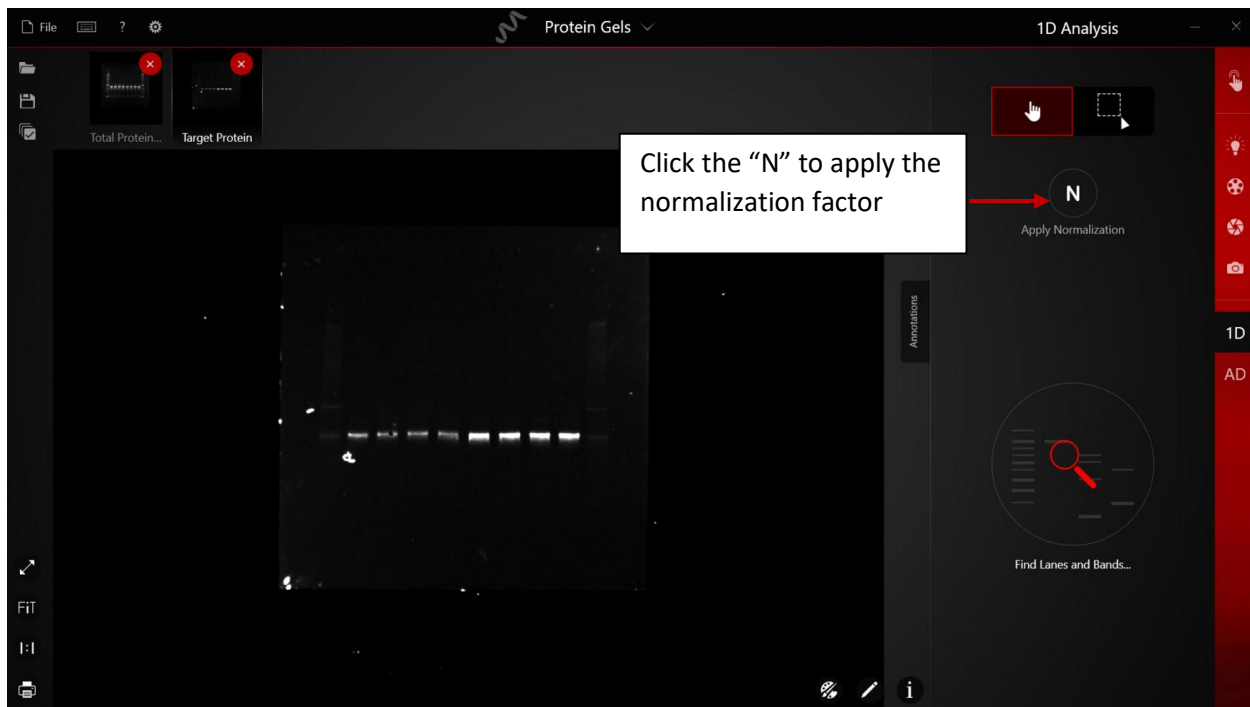 File
?
Protein Gels
1D Analysis
Total Protein...
Target Protein
Click the “N” to apply the
normalization factor
N
Apply Normalization
Annotations
1D
AD
Find Lanes and Bands...
FiT
1:1
i